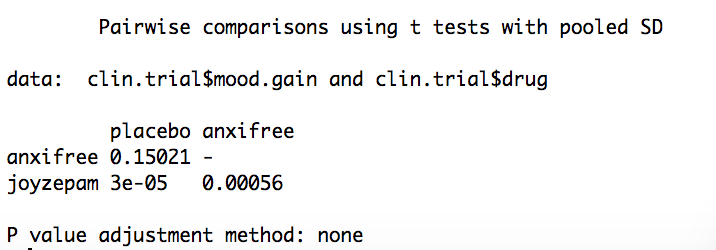 Pairwise comparisons using t tests with pooled SD
data:  clin.trial$mood.gain and clin.trial$drug
placebo anxifree
anxifree 0.15021 -
joyzepam 3e-05   0.00056
P value adjustment method: none